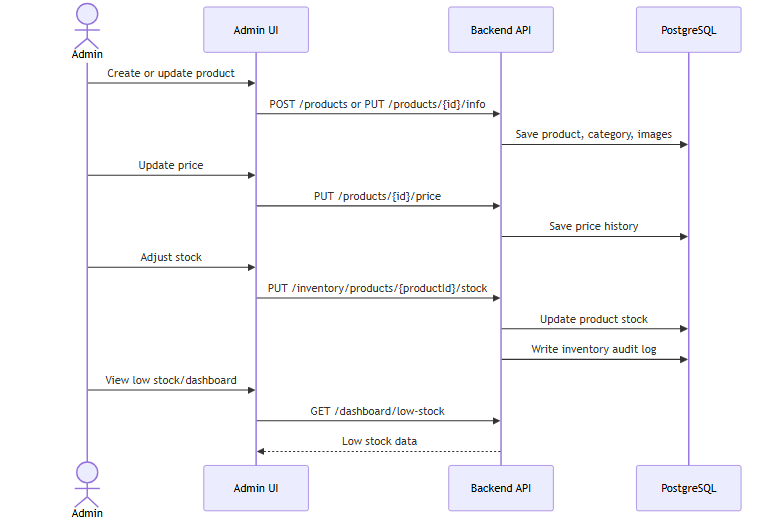 Admin
Admin UI
Backend API
PostgreSQL
Create or update product
POST /products or PUT /products/{id}/info
Save product, category, images
Update price
PUT /products/{id}/price
Save price history
Adjust stock
PUT /inventory/products/{productId}/stock
Update product stock
Write inventory audit log
View low stock/dashboard
GET /dashboard/low-stock
Low stock data
Admin
Admin UI
Backend API
PostgreSQL